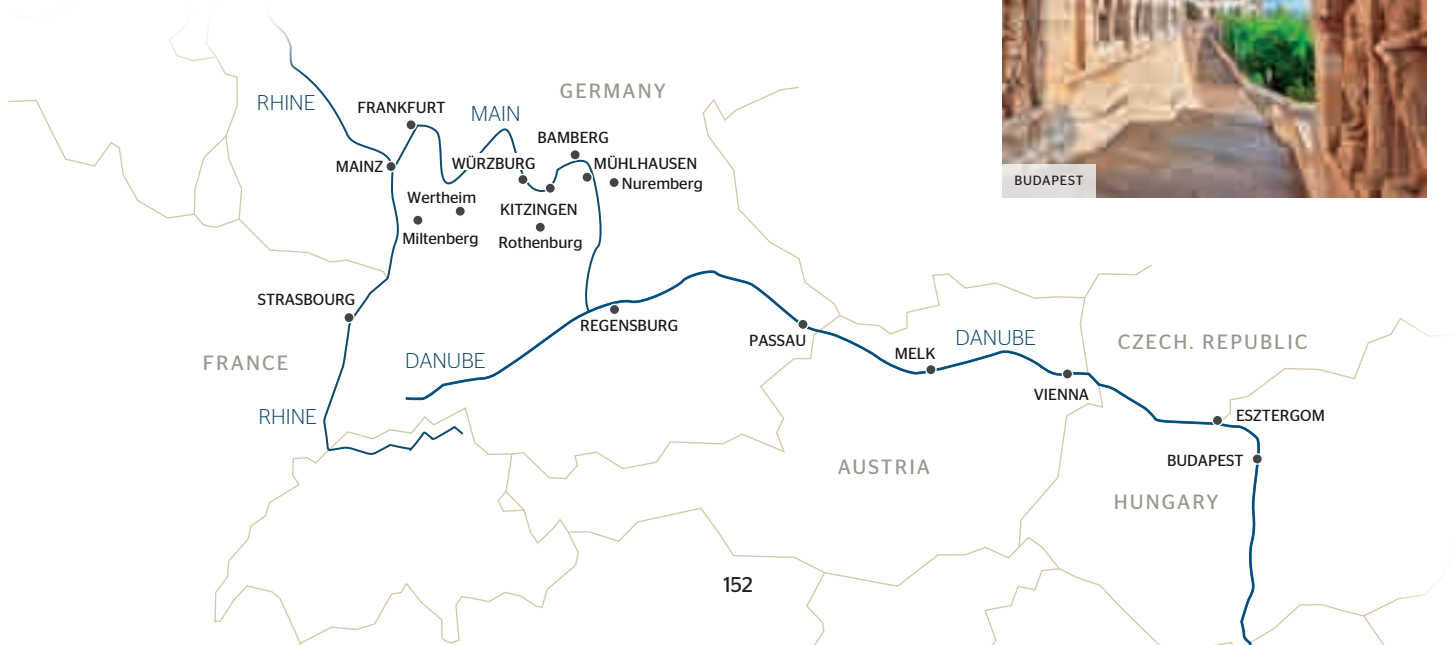 GERMANY
RHINE
FRANKFURT
MAIN
BAMBERG
MAINZ
WÜRZBURG
MÜHLHAUSEN
Nuremberg
BUDAPEST
Wertheim
KITZINGEN
Miltenberg
Rothenburg
STRASBOURG
REGENSBURG
PASSAU
DANUBE
CZECH. REPUBLIC
FRANCE
DANUBE
MELK
VIENNA
RHINE
ESZTERGOM
BUDAPEST
AUSTRIA
HUNGARY
152